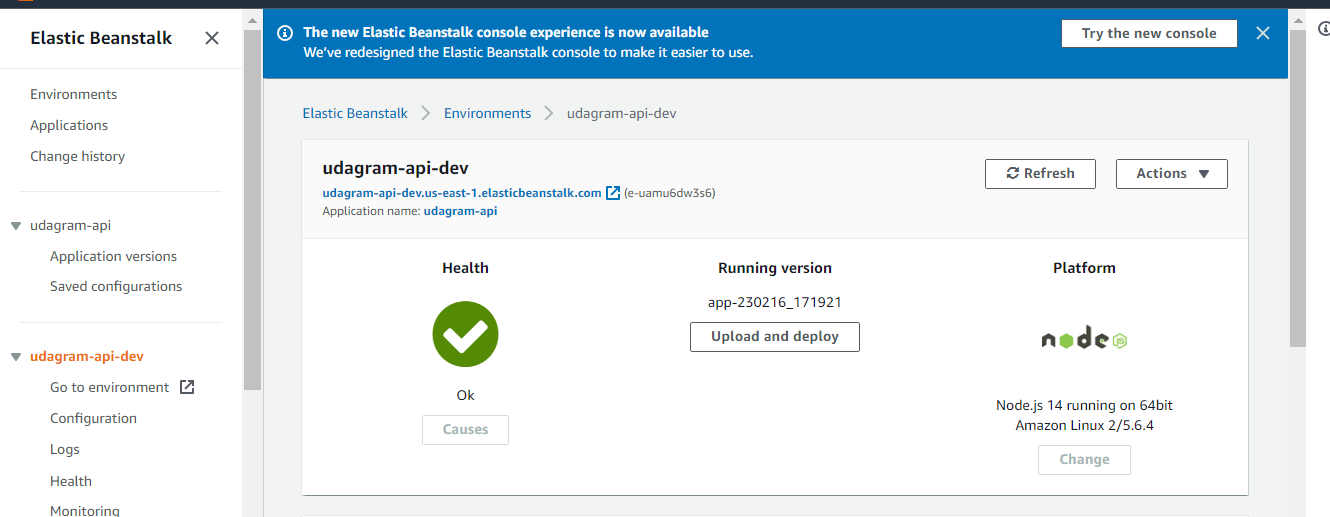 Elastic Beanstalk
Environments
Applications
Change history
udagram-api
Application versions
Saved configurations
udagram-api-dev
Go to environment
Configuration
Logs
Health
Monitoring
The new Elastic Beanstalk console experience is now available
We've redesigned the Elastic Beanstalk console to make it easier to use.
Try the new console
Elastic Beanstalk > Environments > udagram-api-dev
udagram-api-dev
udagram-api-dev.us-east-1.elasticbeanstalk.com (e-uamu6dw3s6)
Application name: udagram-api
Refresh
Actions
Health
Ok
Causes
Running version
app-230216_171921
Upload and deploy
Platform
node
JS
Node.js 14 running on 64bit
Amazon Linux 2/5.6.4
Change